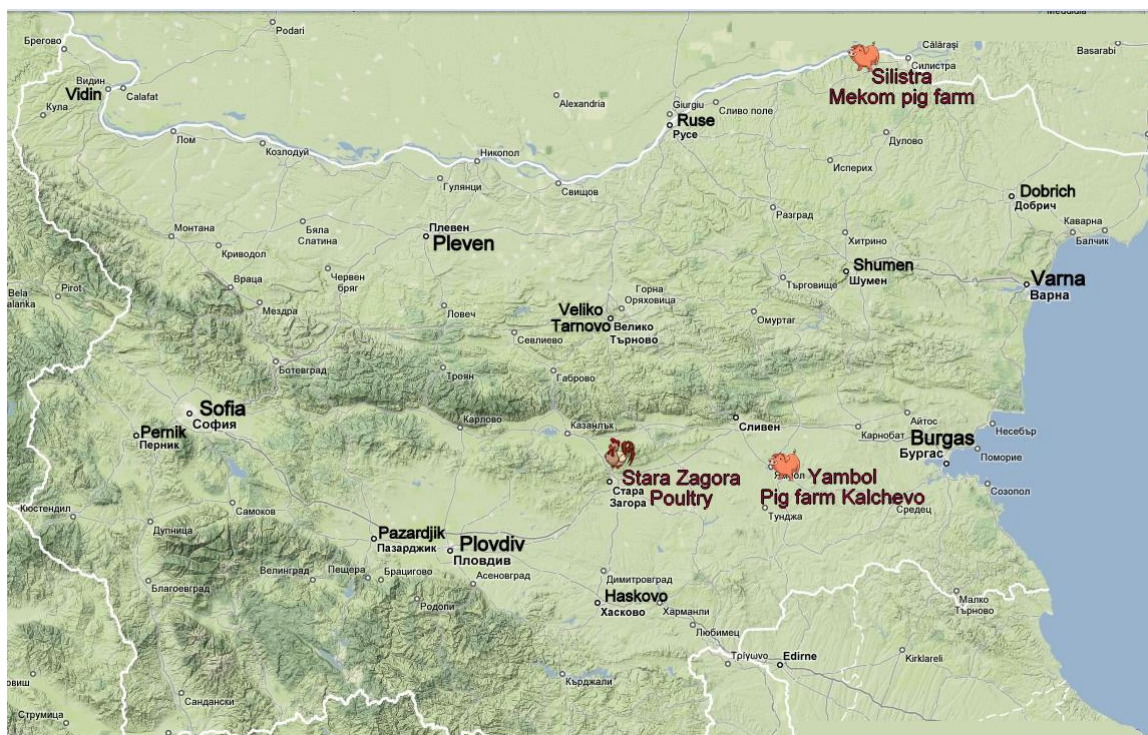 Medgidia
Podari
Брегово
Călărași
Basarabi
Силистра
Silistra
Mekom pig farm
Видин
Vidin
Calafat
Кула
Alexandria
Giurgiu
Сливо поле
Ruse
Русе
Лом
Козлодуй
Никопол
Дулово
Исперих
Гулянци
Свищов
Dobrich
Добрич
Разград
Каварна
Балчик
Монтана
Бяла
Слатина
Плевен
Pleven
Хитрино
Криводол
Червен
бряг
Враца
Shumen
Шумен
Търговище
Varna
Варна
Bela
Palanka
Pirot
Мездра
Ловеч
Горна
Оряховица
Veliko
Tarnovo
Велико
Търново
Омуртаг
Севлиево
Ботевград
Троян
Габрово
Sofia
София
Pernik
Перник
Карлово
Казанлък
Сливен
Айтос
Карнобат
Burgas
Бургас
Несебър
Поморие
Stara Zagora
Poultry
Стара
Загора
Ямбол
Yambol
Pig farm Kalchevo
Созопол
Средец
Тунджа
Кюстендил
Дупница
Самоков
Pazardjik
Пазарджик
Plovdiv
Пловдив
Благоевград
Велинград
Пещера
Брацигово
Асеновград
Родопи
Димитровград
Haskovo
Хасково
Харманли
Любимец
Малко
Търново
Τρίγωνο
Edirne
Kirklareli
Кърджали
Сандански
Струмица